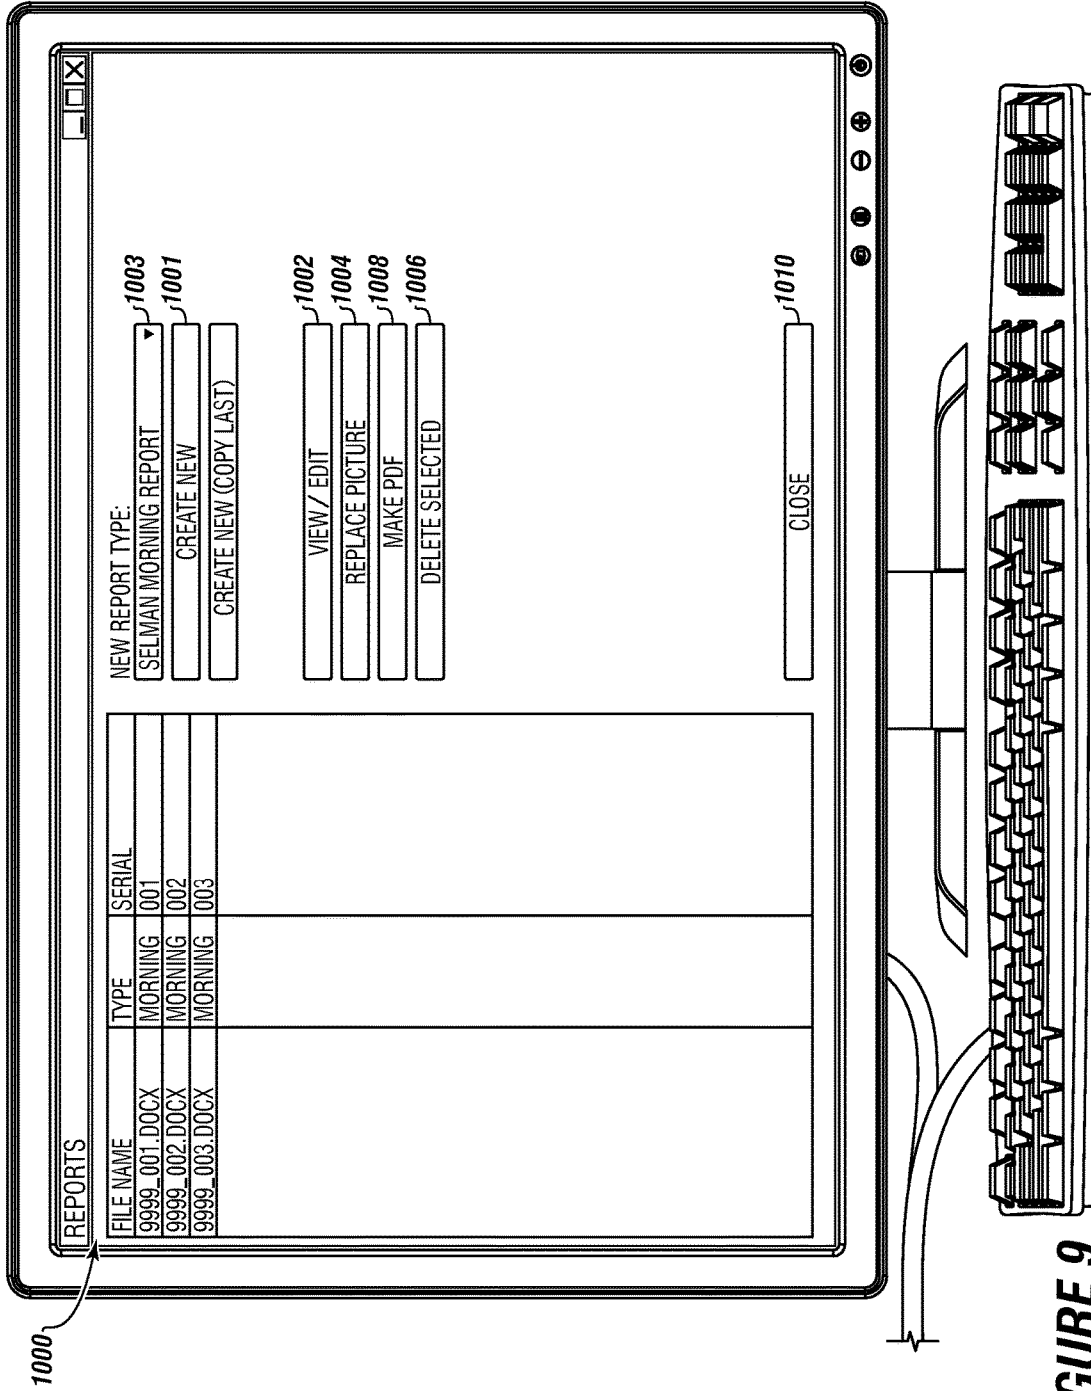 1000
REPORTS
FILE NAME TYPE SERIAL
9999_001.DOCX MORNING 001
9999_002.DOCX MORNING 002
9999_003.DOCX MORNING 003
NEW REPORT TYPE:
SELMAN MORNING REPORT ▼ 1003
CREATE NEW 1001
CREATE NEW (COPY LAST)
VIEW / EDIT 1002
REPLACE PICTURE 1004
MAKE PDF 1008
DELETE SELECTED 1006
CLOSE 1010
GURE 9